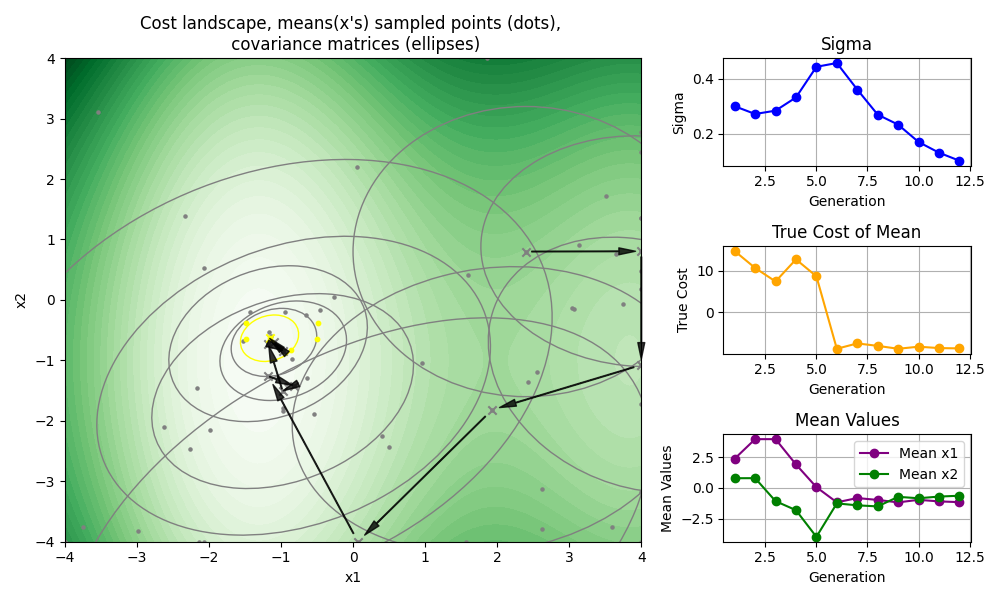 Cost landscape, means(x's) sampled points (dots),
covariance matrices (ellipses)
4
3
2
1
0
−1
−2
−3
−4
x2
−4
−3
−2
−1
0
1
2
3
4
x1
Sigma
0.4
0.2
Sigma
2.5
5.0
7.5
10.0
12.5
Generation
True Cost of Mean
10
0
True Cost
2.5
5.0
7.5
10.0
12.5
Generation
Mean Values
2.5
0.0
−2.5
Mean Values
Mean x1
Mean x2
2.5
5.0
7.5
10.0
12.5
Generation